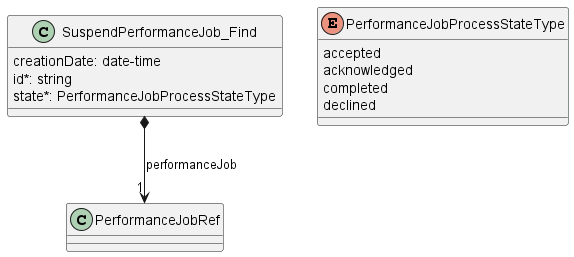 C SuspendPerformanceJob_Find
creationDate: date-time
id*: string
state*: PerformanceJobProcessStateType
E PerformanceJobProcessStateType
accepted
acknowledged
completed
declined
performanceJob
1
C PerformanceJobRef